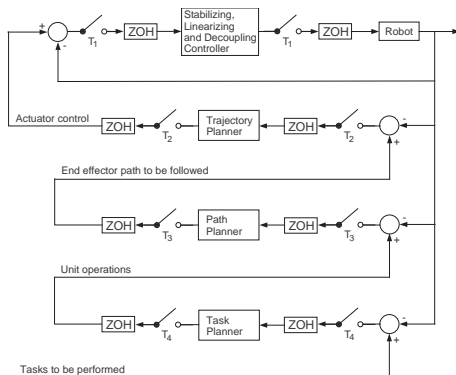 Stabilizing,
Linearizing
and Decoupling
Controller
+
-
T1
ZOH
T1
ZOH
Robot
Actuator control
ZOH
T2
Trajectory
Planner
ZOH
T2
-
+
End effector path to be followed
ZOH
T3
Path
Planner
ZOH
T3
-
+
Unit operations
ZOH
T4
Task
Planner
ZOH
T4
-
+
Tasks to be performed